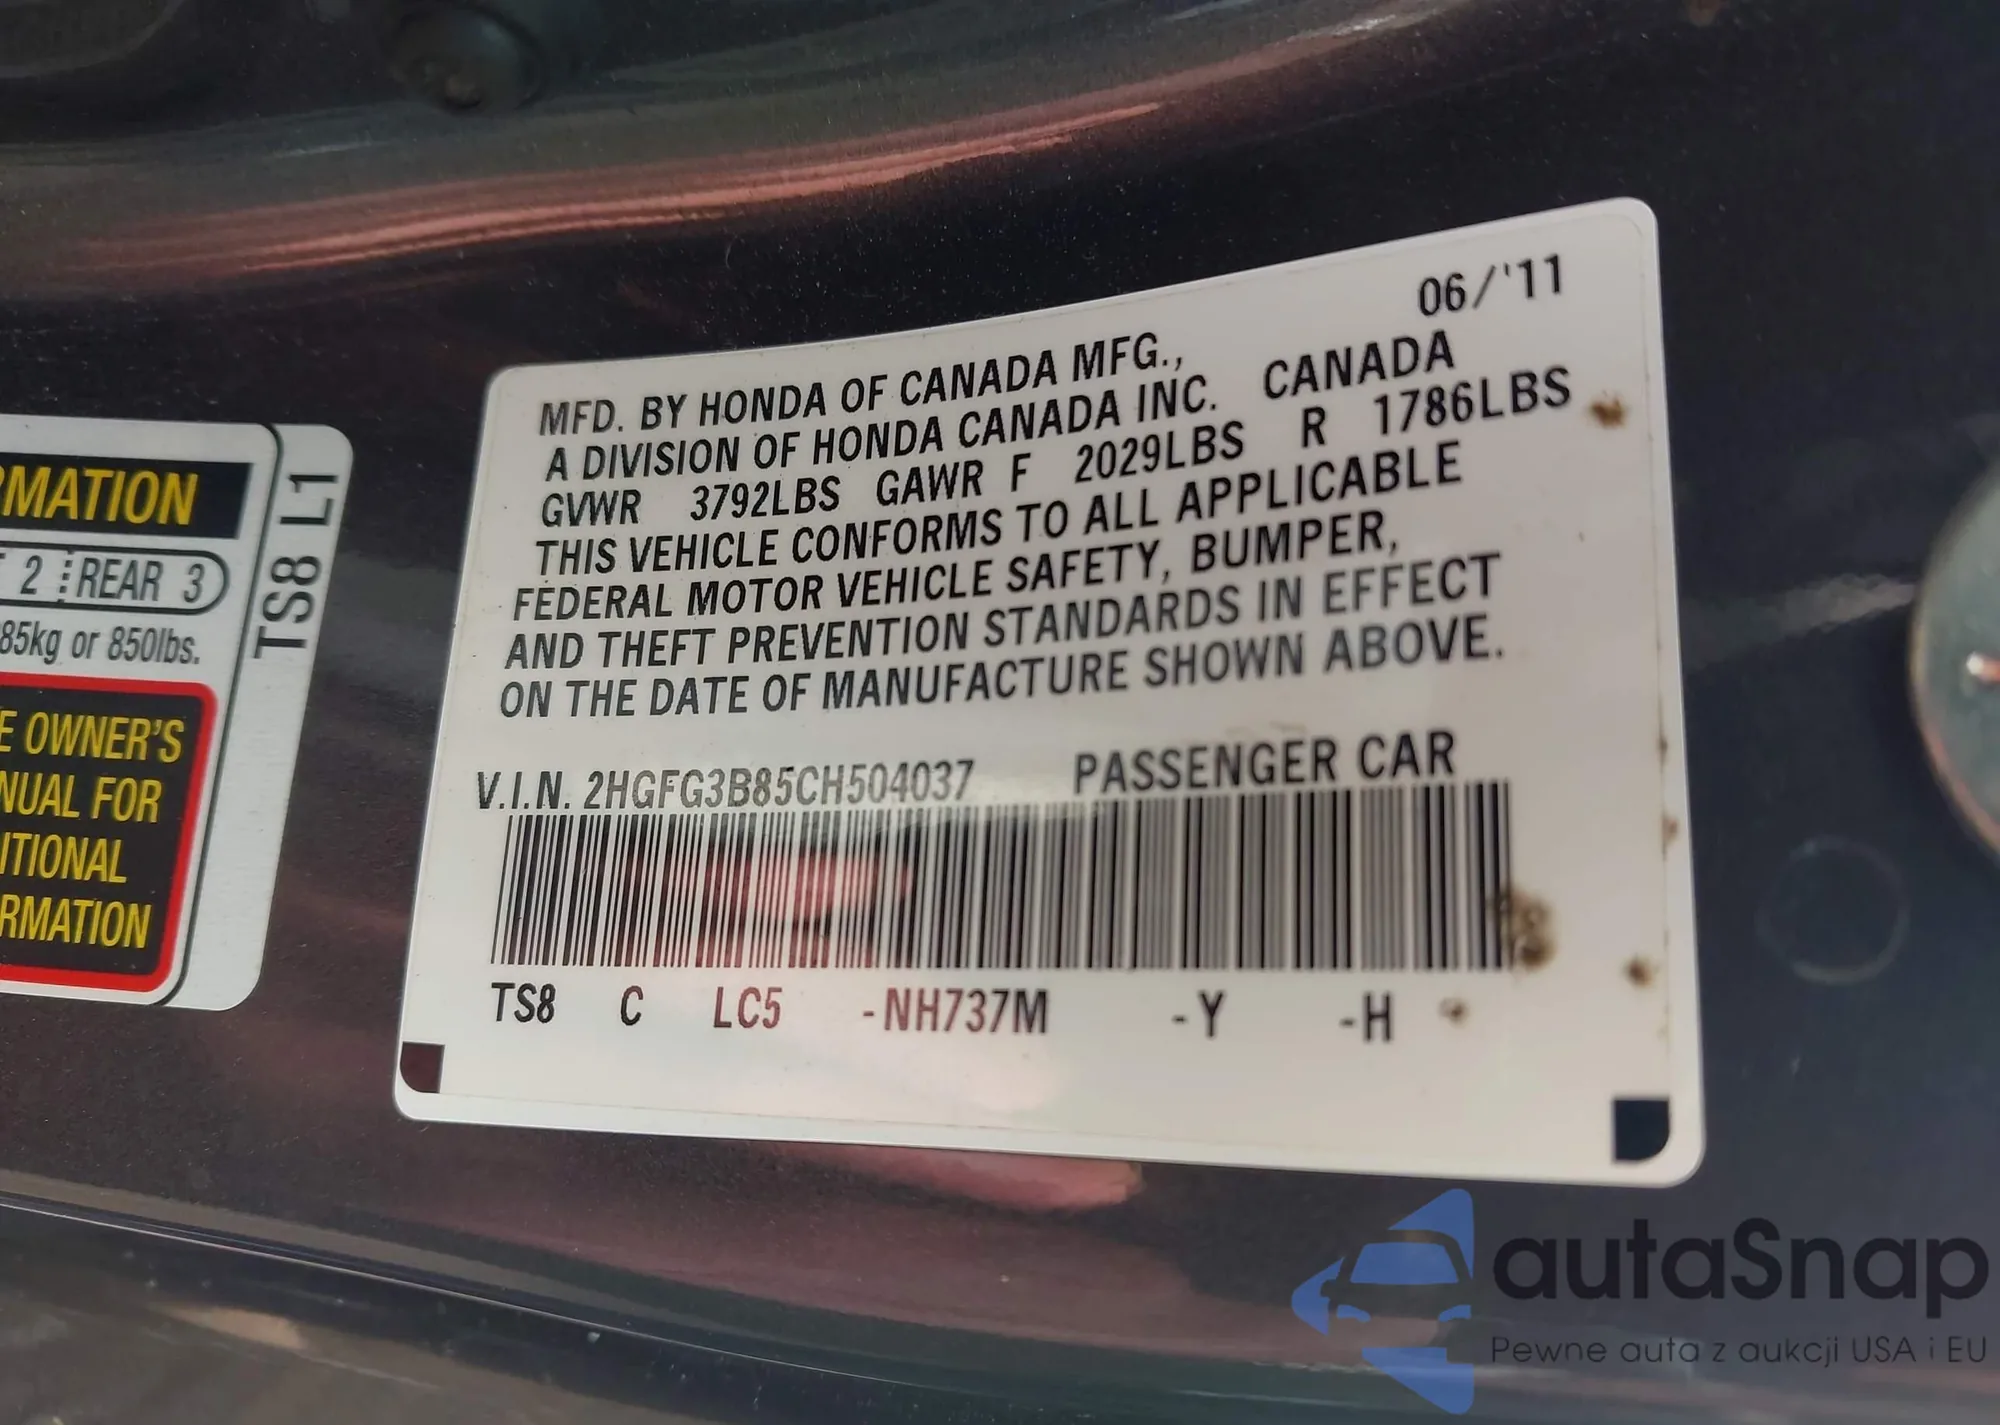 06/'11
MFD. BY HONDA OF CANADA MFG.,
A DIVISION OF HONDA CANADA INC. CANADA
GVWR 3792LBS GAWR F 2029LBS R 1786LBS
THIS VEHICLE CONFORMS TO ALL APPLICABLE
FEDERAL MOTOR VEHICLE SAFETY, BUMPER,
AND THEFT PREVENTION STANDARDS IN EFFECT
ON THE DATE OF MANUFACTURE SHOWN ABOVE.
V.I.N. 2HGFG3B85CH504037 PASSENGER CAR
TS8 C LC5 -NH737M -Y -H
RMATION
2 REAR 3
85kg or 850lbs.
E OWNER'S
NUAL FOR
ITIONAL
RMATION
TS8 L1
autaSnap
Pewne auta z aukcji USA i EU